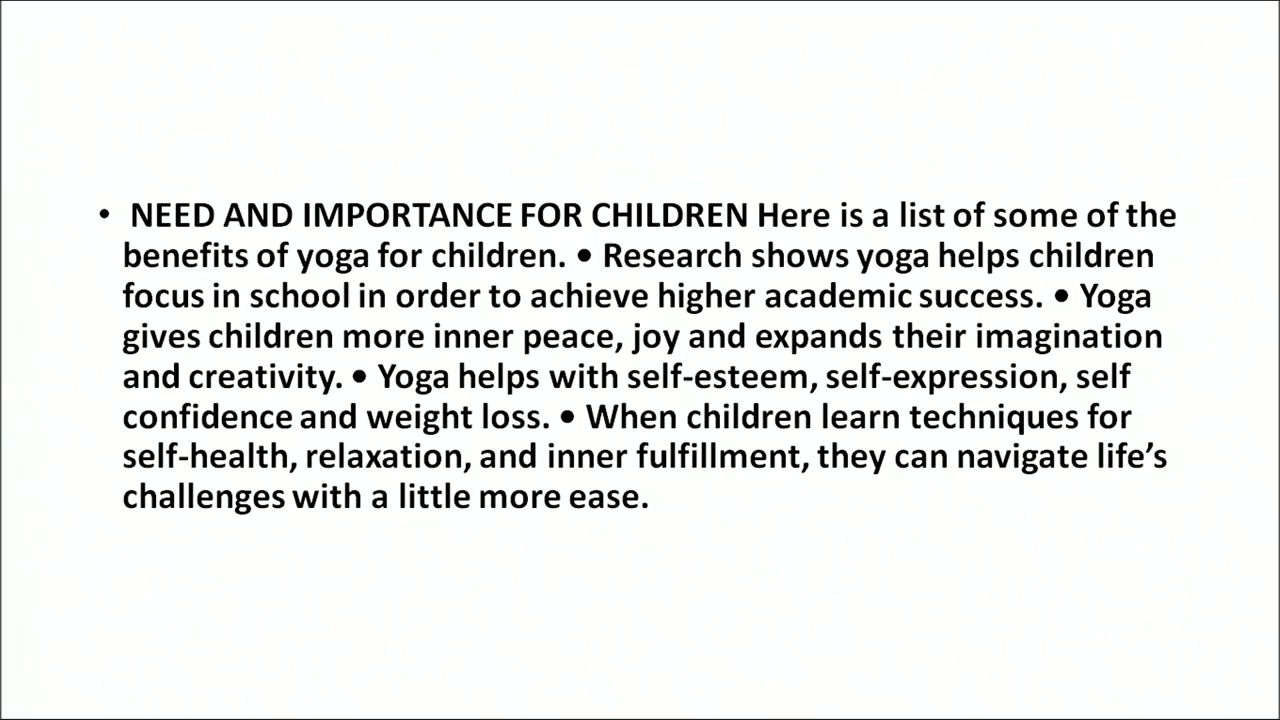 • NEED AND IMPORTANCE FOR CHILDREN Here is a list of some of the
benefits of yoga for children. • Research shows yoga helps children
focus in school in order to achieve higher academic success. • Yoga
gives children more inner peace, joy and expands their imagination
and creativity. • Yoga helps with self-esteem, self-expression, self
confidence and weight loss. • When children learn techniques for
self-health, relaxation, and inner fulfillment, they can navigate life’s
challenges with a little more ease.